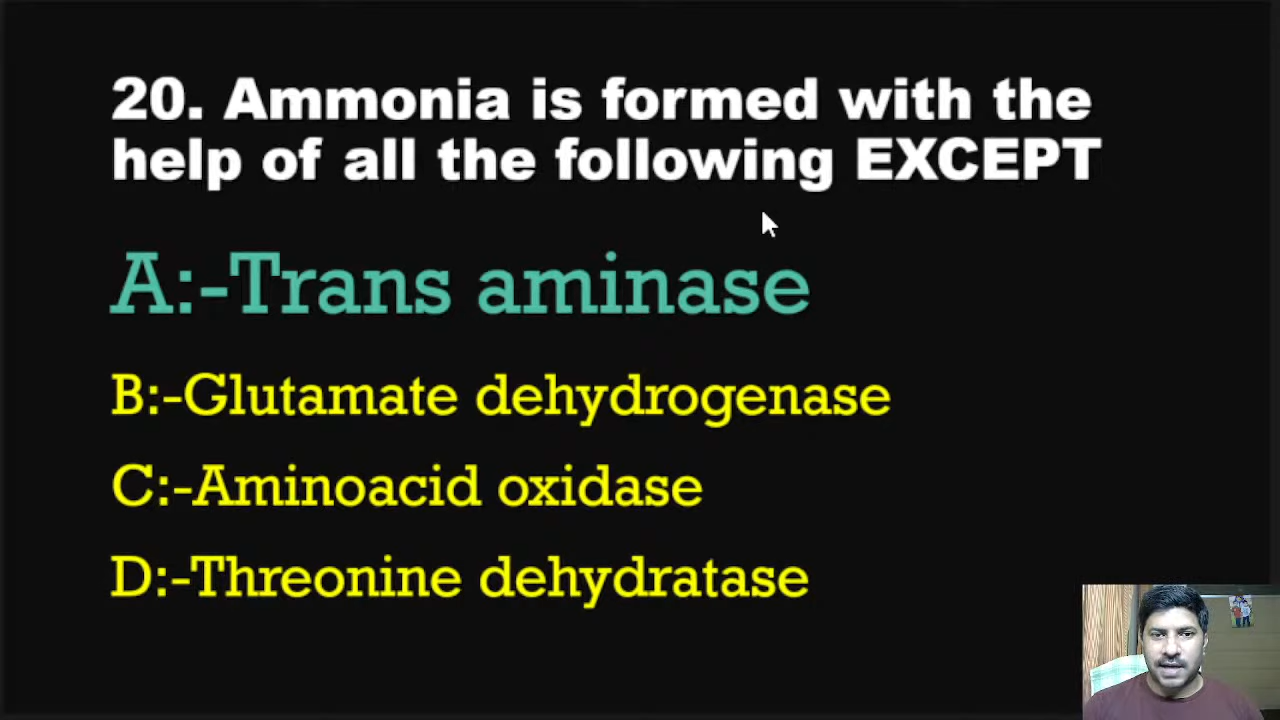 20. Ammonia is formed with the
help of all the following EXCEPT
A:-Trans aminase
B:-Glutamate dehydrogenase
C:-Aminoacid oxidase
D:-Threonine dehydratase